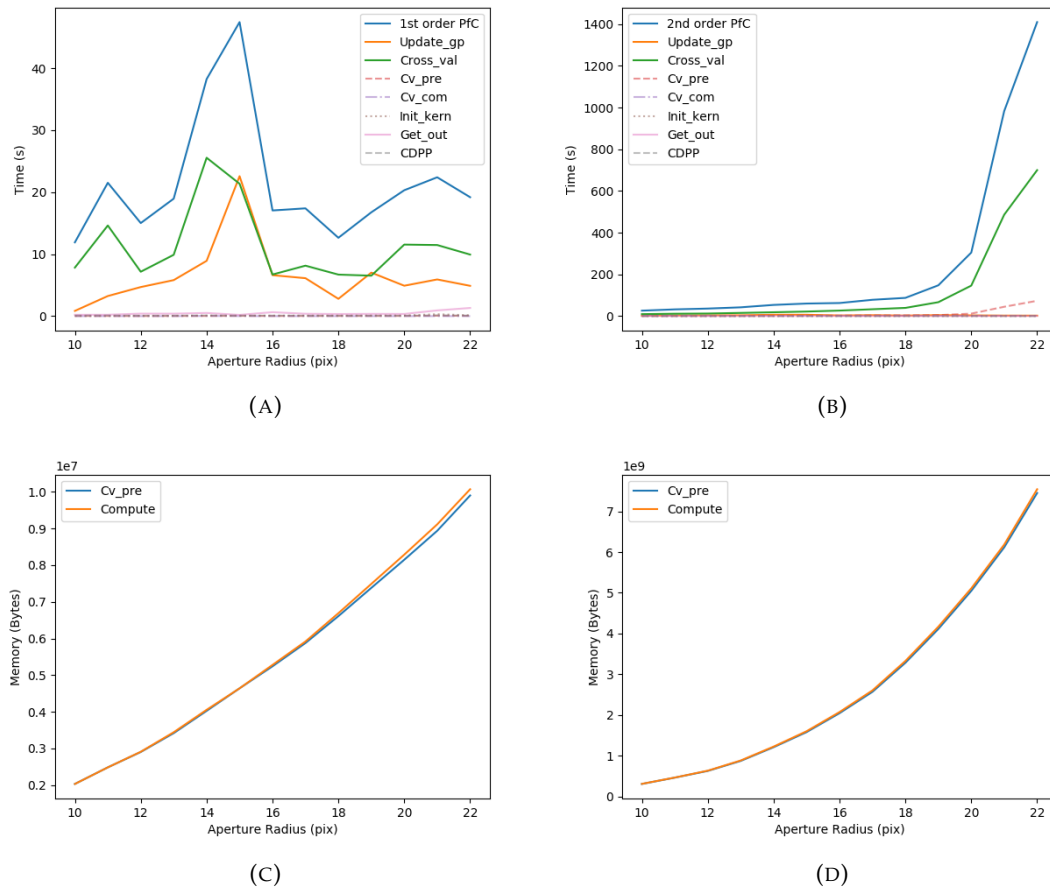 1st order PfC
Update_gp
Cross_val
Cv_pre
Cv_com
Init_kern
Get_out
CDPP
Time (s)
40
30
20
10
0
10 12 14 16 18 20 22
Aperture Radius (pix)
(A)
2nd order PfC
Update_gp
Cross_val
Cv_pre
Cv_com
Init_kern
Get_out
CDPP
Time (s)
1400
1200
1000
800
600
400
200
0
10 12 14 16 18 20 22
Aperture Radius (pix)
(B)
1e7
Cv_pre
Compute
Memory (Bytes)
1.0
0.9
0.8
0.7
0.6
0.5
0.4
0.3
0.2
10 12 14 16 18 20 22
Aperture Radius (pix)
(C)
1e9
Cv_pre
Compute
Memory (Bytes)
7
6
5
4
3
2
1
0
10 12 14 16 18 20 22
Aperture Radius (pix)
(D)